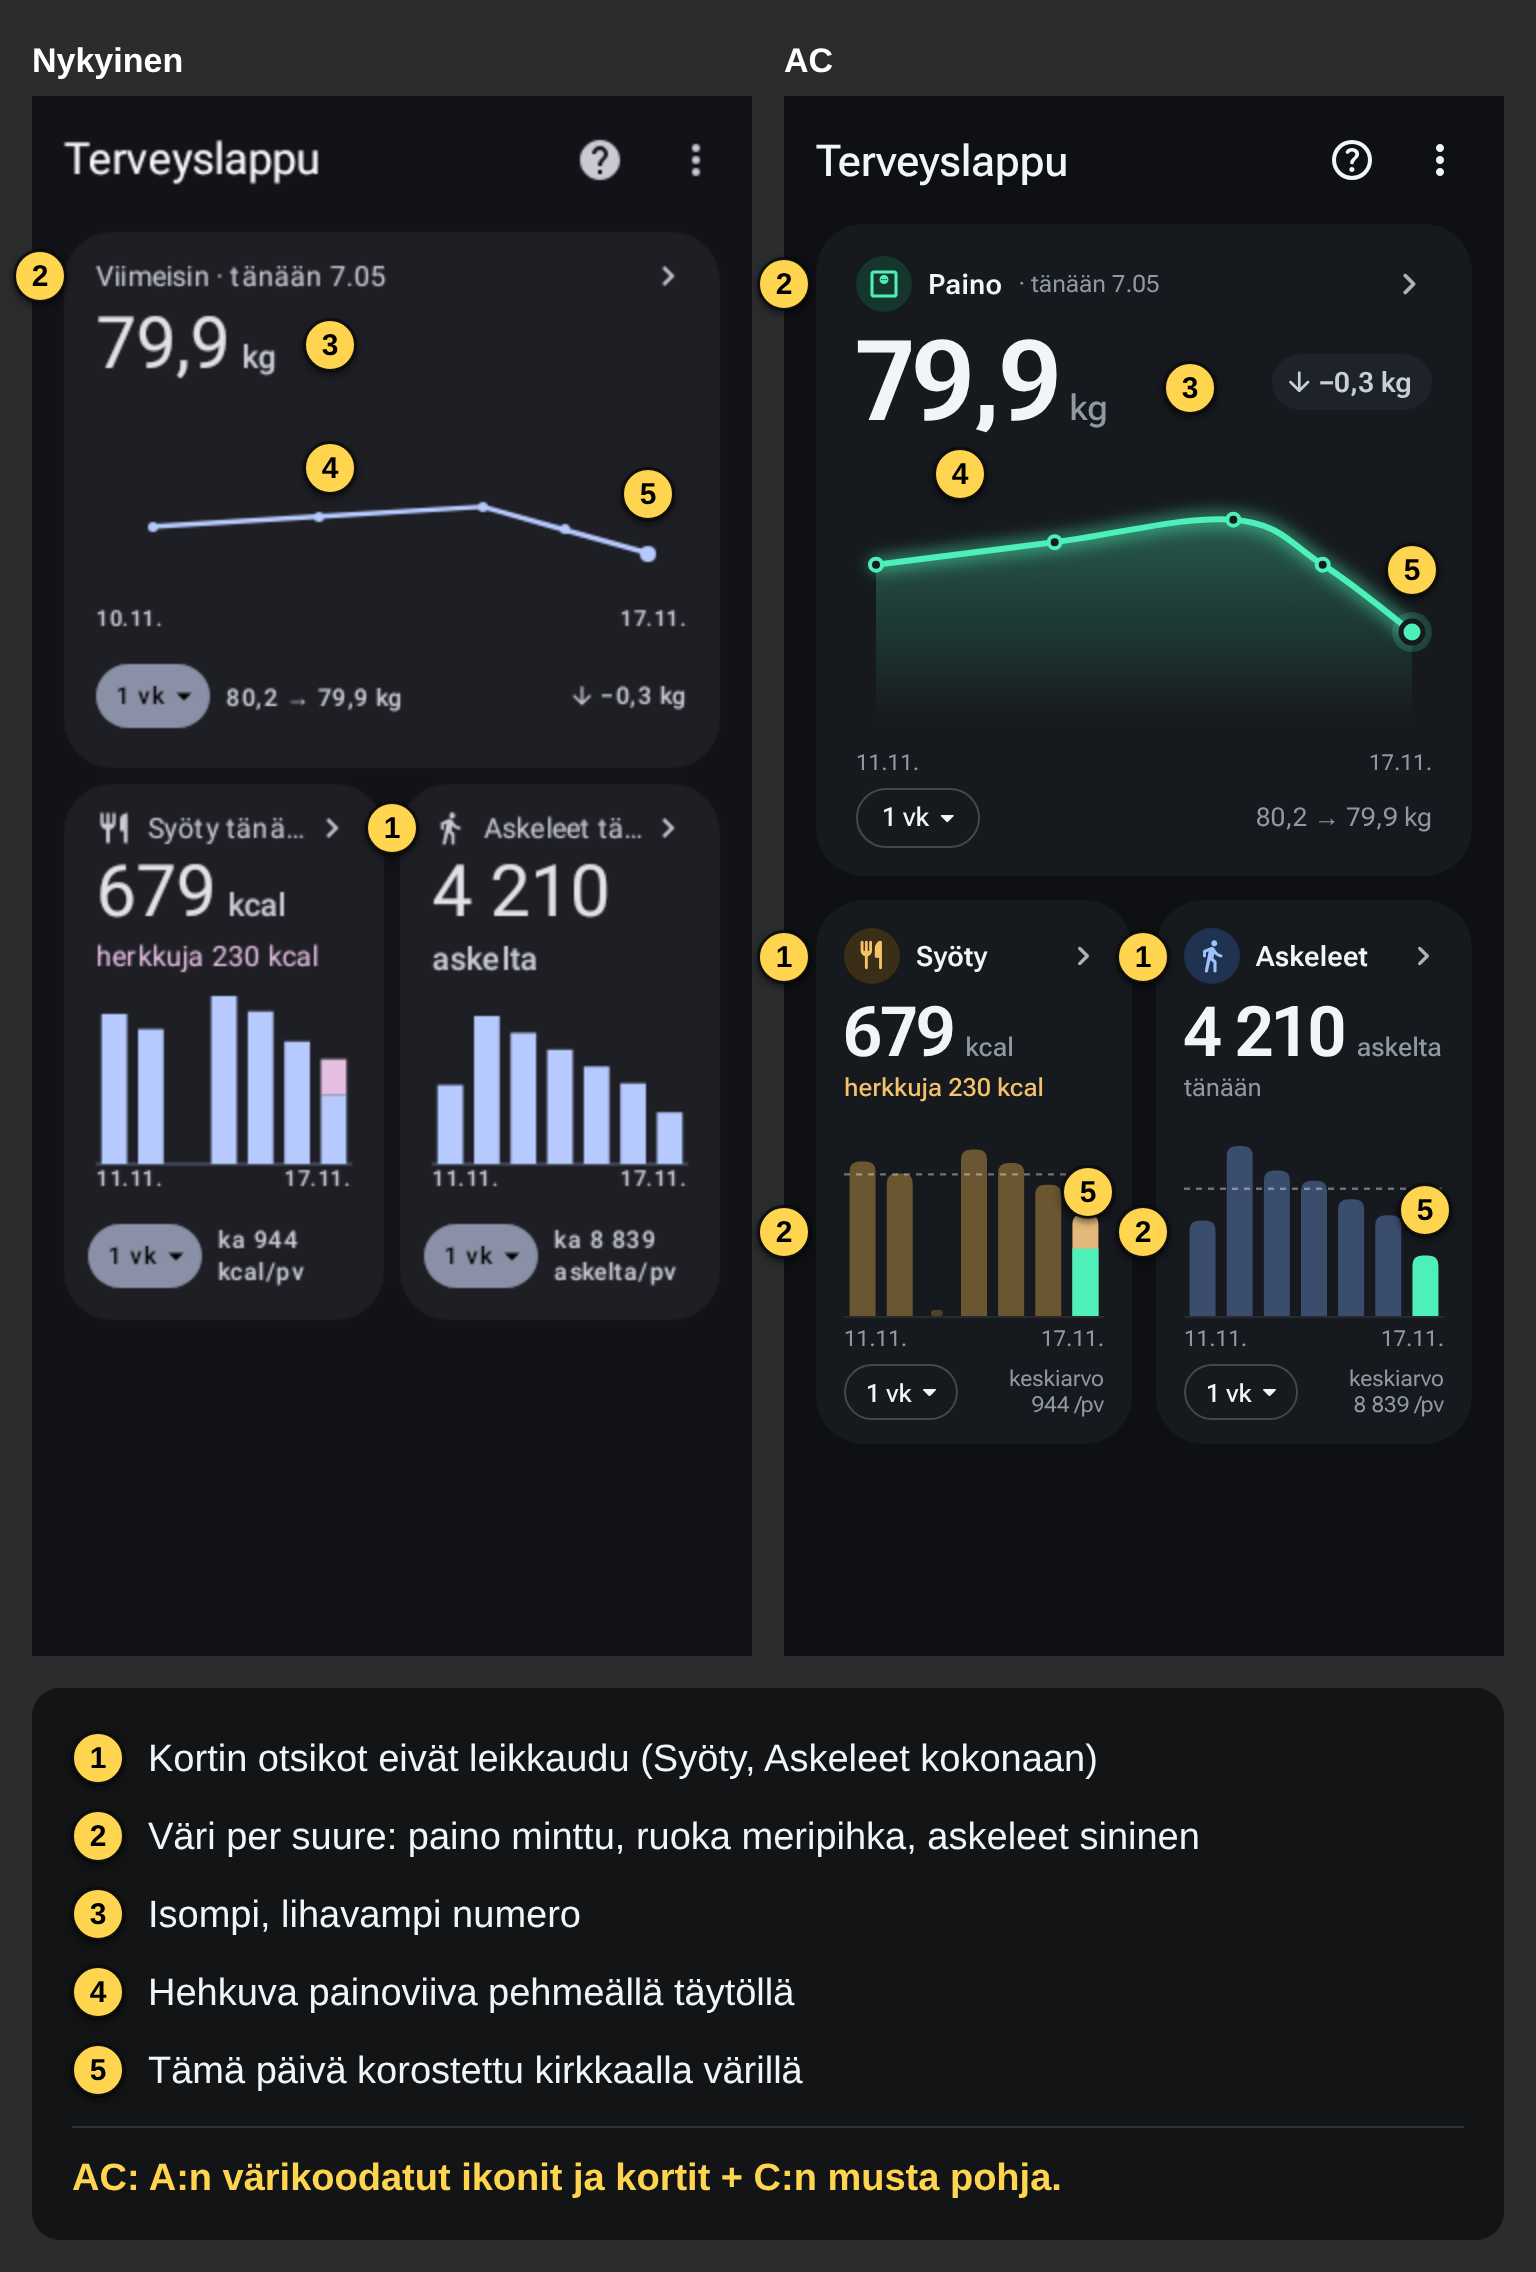 Nykyinen
Terveyslappu
?
2
Viimeisin · tänään 7.05
79,9 kg
3
4
5
10.11.
17.11.
1 vk
80,2 → 79,9 kg
↓ −0,3 kg
Syöty tänä...
1
Askeleet tä...
679 kcal
4 210
herkkuja 230 kcal
askelta
11.11.
17.11.
11.11.
17.11.
1 vk
ka 944
kcal/pv
1 vk
ka 8 839
askelta/pv
AC
Terveyslappu
?
2
Paino · tänään 7.05
79,9 kg
3
↓ −0,3 kg
4
5
11.11.
17.11.
1 vk
80,2 → 79,9 kg
1
Syöty
1
Askeleet
679 kcal
4 210 askelta
herkkuja 230 kcal
tänään
5
5
2
2
11.11.
17.11.
11.11.
17.11.
1 vk
keskiarvo
944 /pv
1 vk
keskiarvo
8 839 /pv
1 Kortin otsikot eivät leikkaudu (Syöty, Askeleet kokonaan)
2 Väri per suure: paino minttu, ruoka meripihka, askeleet sininen
3 Isompi, lihavampi numero
4 Hehkuva painoviiva pehmeällä täytöllä
5 Tämä päivä korostettu kirkkaalla värillä
AC: A:n värikoodatut ikonit ja kortit + C:n musta pohja.